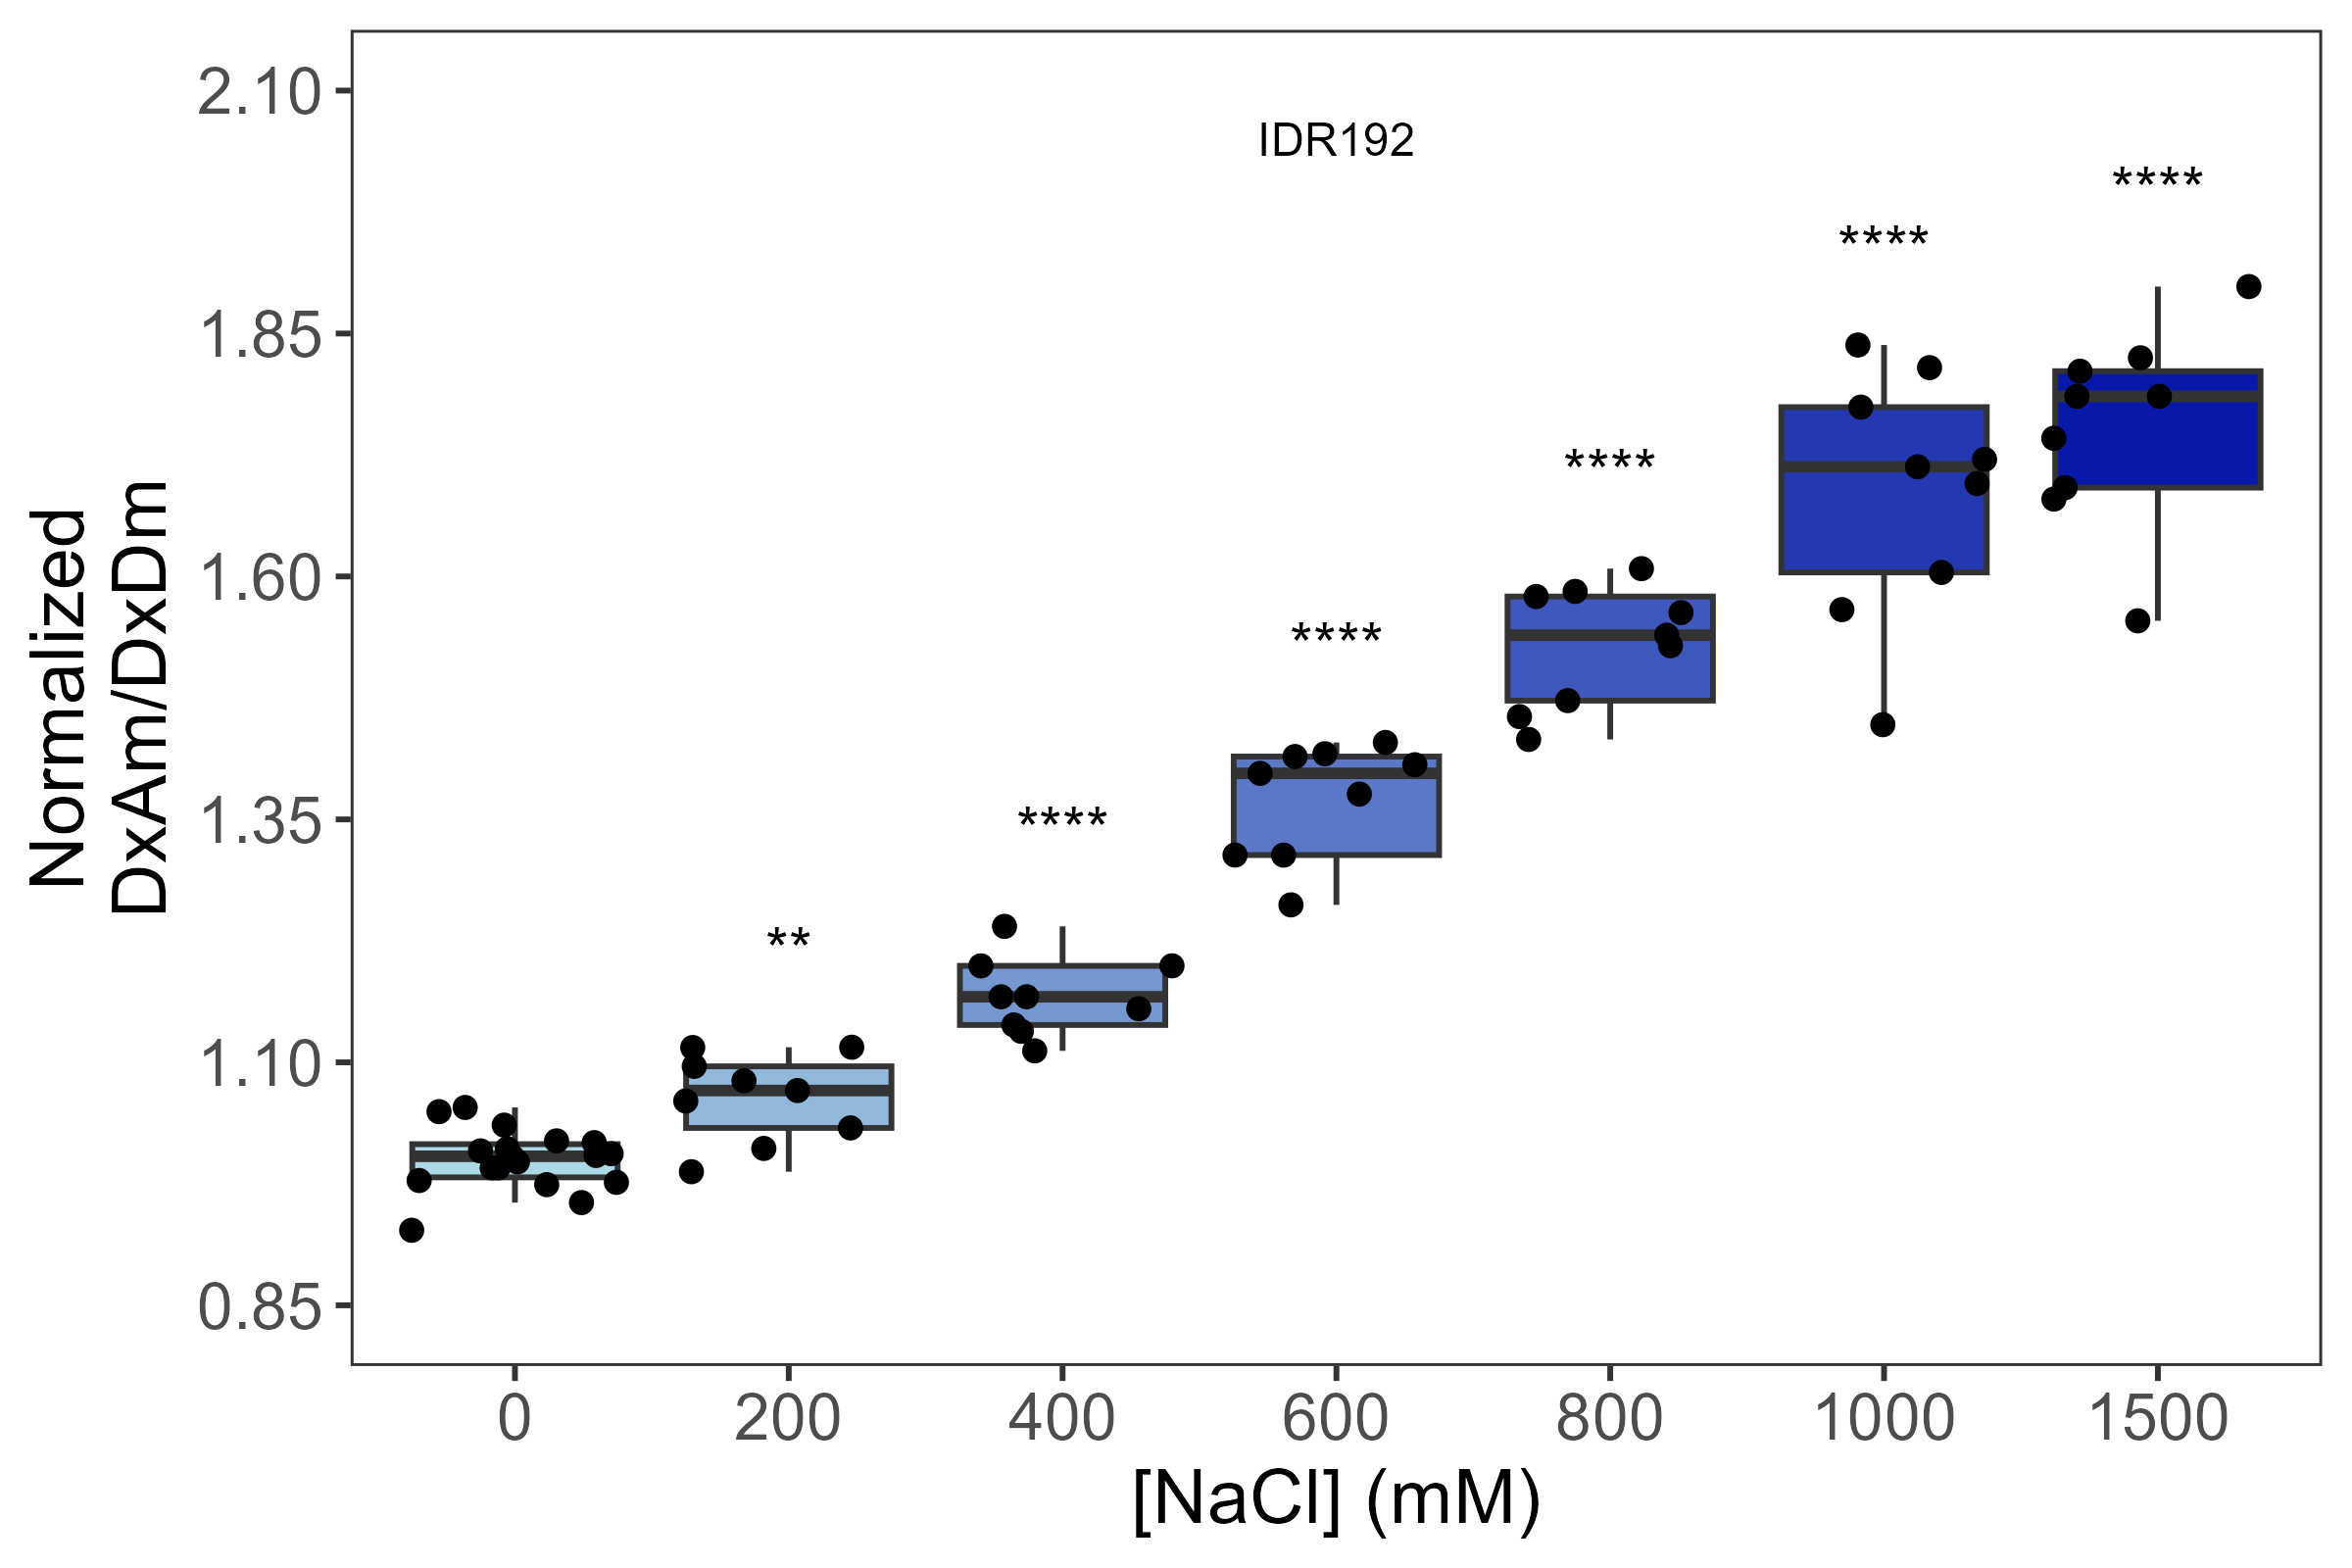 Normalized
DxAm/DxDm
2.10
1.85
1.60
1.35
1.10
0.85
IDR192
**
****
****
****
****
****
0 200 400 600 800 1000 1500
[NaCl] (mM)